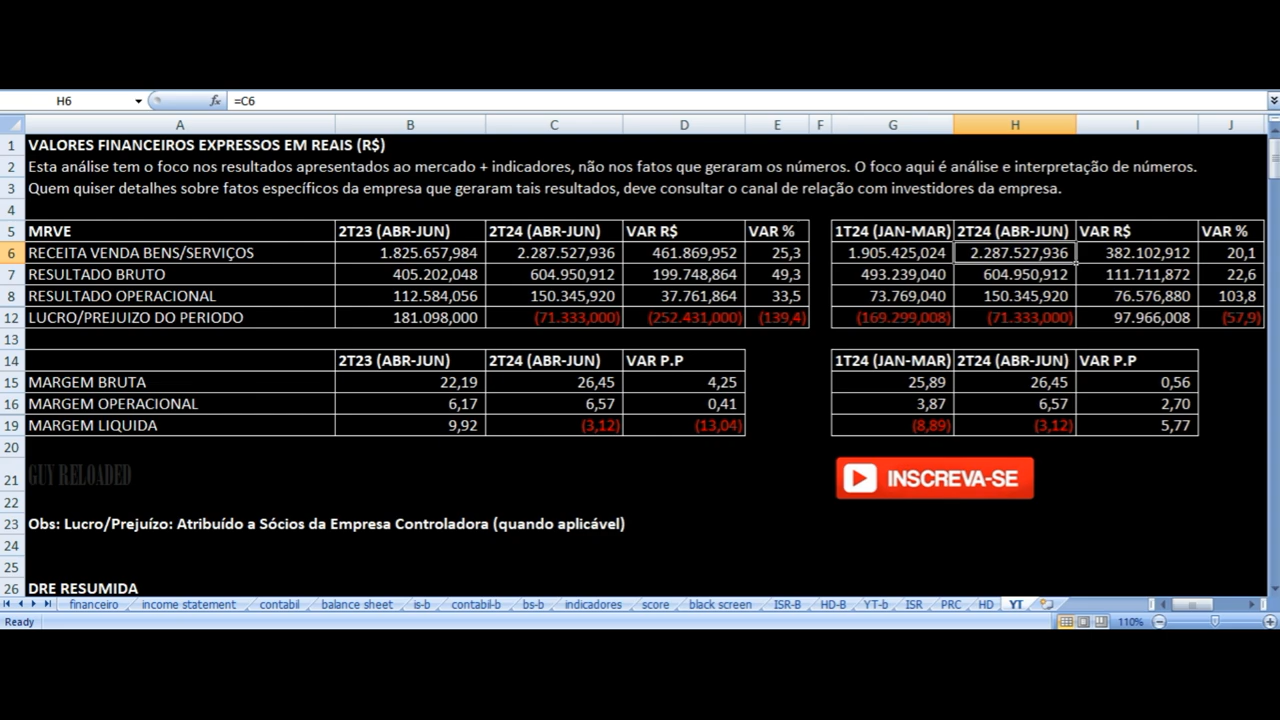 H6 fx =C6
A B C D E F G H I J
1 VALORES FINANCEIROS EXPRESSOS EM REAIS (R$)
2 Esta análise tem o foco nos resultados apresentados ao mercado + indicadores, não nos fatos que geraram os números. O foco aqui é análise e interpretação de números.
3 Quem quiser detalhes sobre fatos específicos da empresa que geraram tais resultados, deve consultar o canal de relação com investidores da empresa.
4
5 MRVE 2T23 (ABR-JUN) 2T24 (ABR-JUN) VAR R$ VAR % 1T24 (JAN-MAR) 2T24 (ABR-JUN) VAR R$ VAR %
6 RECEITA VENDA BENS/SERVIÇOS 1.825.657,984 2.287.527,936 461.869,952 25,3 1.905.425,024 2.287.527,936 382.102,912 20,1
7 RESULTADO BRUTO 405.202,048 604.950,912 199.748,864 49,3 493.239,040 604.950,912 111.711,872 22,6
8 RESULTADO OPERACIONAL 112.584,056 150.345,920 37.761,864 33,5 73.769,040 150.345,920 76.576,880 103,8
12 LUCRO/PREJUIZO DO PERIODO 181.098,000 (71.333,000) (252.431,000) (139,4) (169.299,008) (71.333,000) 97.966,008 (57,9)
13
14 2T23 (ABR-JUN) 2T24 (ABR-JUN) VAR P.P 1T24 (JAN-MAR) 2T24 (ABR-JUN) VAR P.P
15 MARGEM BRUTA 22,19 26,45 4,25 25,89 26,45 0,56
16 MARGEM OPERACIONAL 6,17 6,57 0,41 3,87 6,57 2,70
19 MARGEM LIQUIDA 9,92 (3,12) (13,04) (8,89) (3,12) 5,77
20
21 GUY RELOADED INSCREVA-SE
22
23 Obs: Lucro/Prejuízo: Atribuído a Sócios da Empresa Controladora (quando aplicável)
24
25
26 DRE RESUMIDA
financeiro income statement contabil balance sheet is-b contabil-b bs-b indicadores score black screen ISR-B HD-B YT-b ISR PRC HD YT
Ready 110%